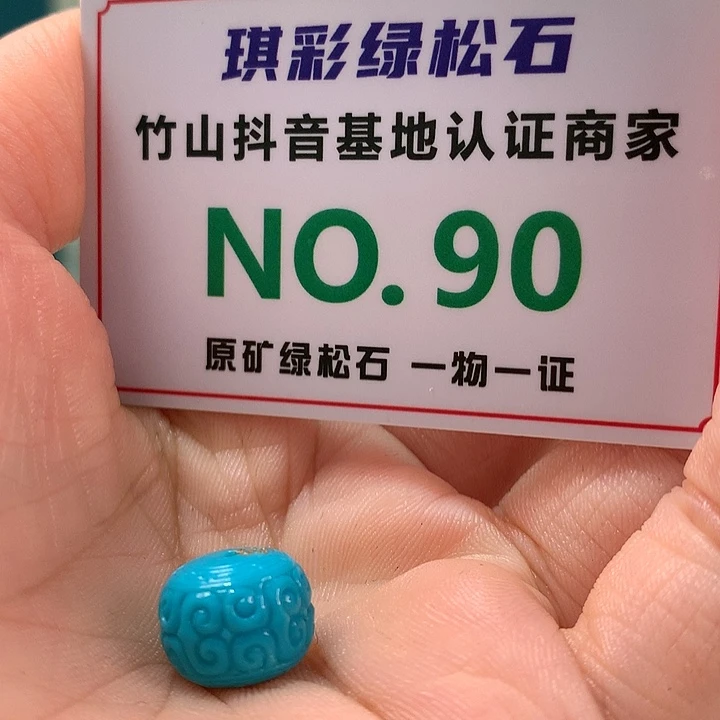 琪彩绿松石
竹山抖音基地认证商家
NO.90
原矿绿松石 一物一证